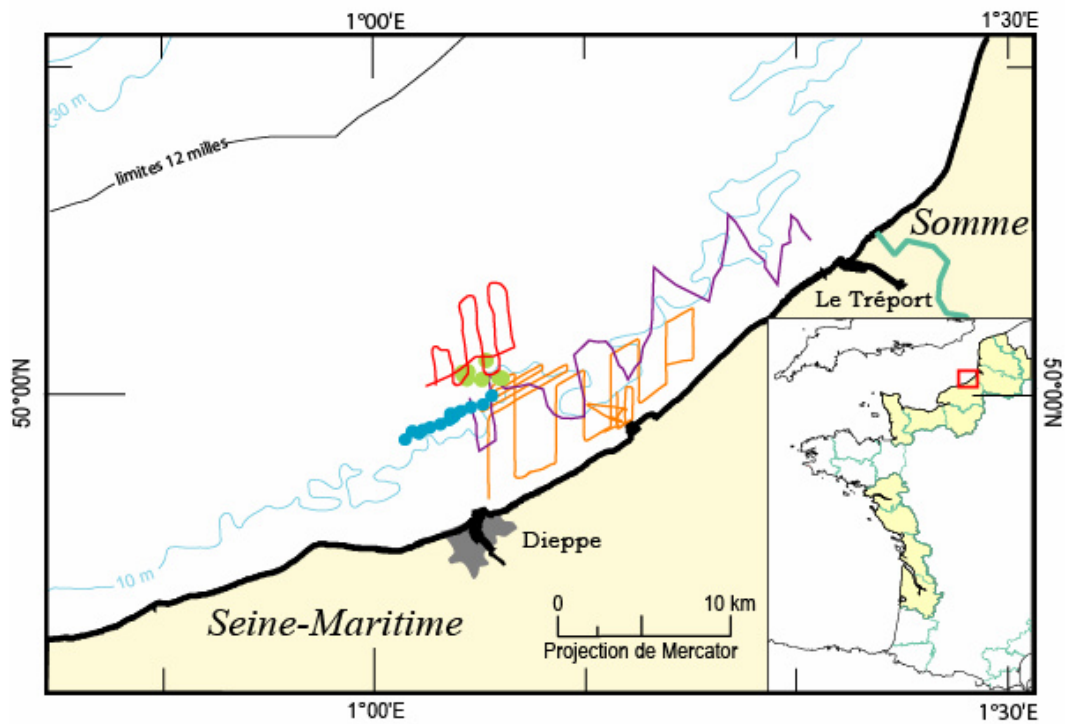 1°00'E
1°30'E
30 m
limites 12 milles
Somme
Le Tréport
50°00'N
50°00'N
Dieppe
10 m
0
10 km
Seine-Maritime
Projection de Mercator
1°00'E
1°30'E